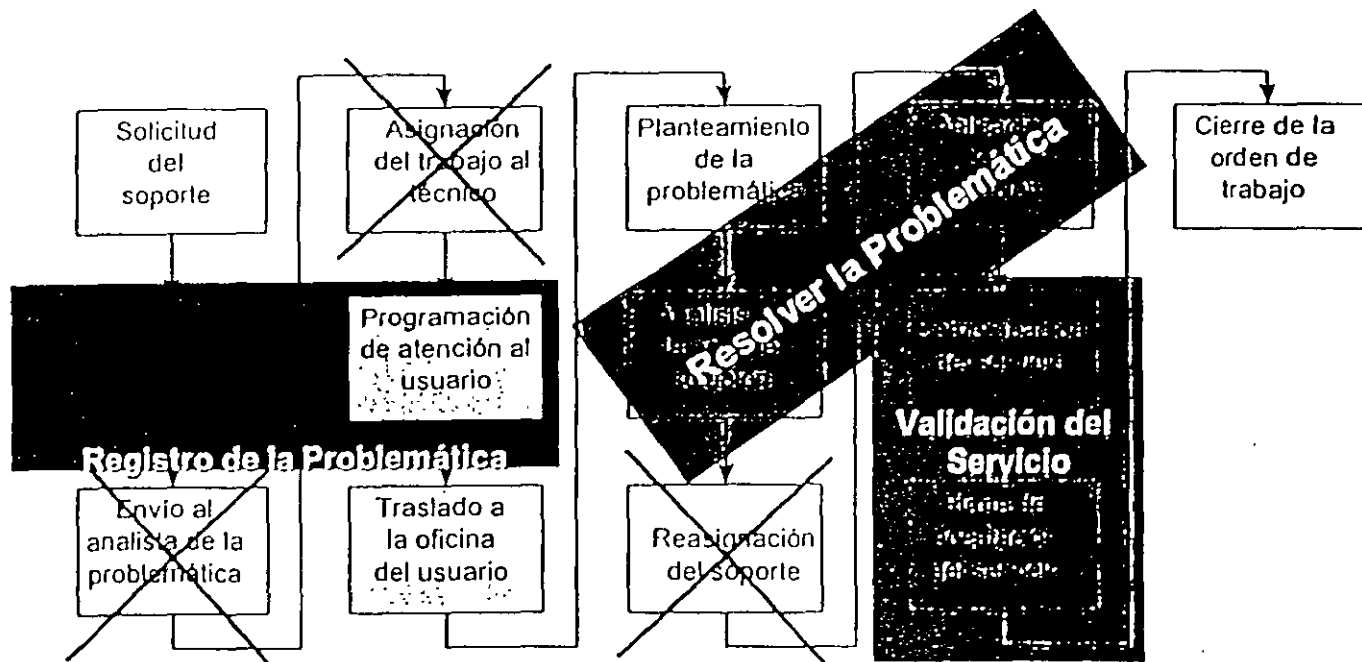 Solicitud
del
soporte
Registro de la Problemática
Envío al
analista de la
problemática
Asignación
del trabajo al
técnico
Programación
de atención al
usuario
Traslado a
la oficina
del usuario
Planteamiento
de la
problemática
Resolver la Problemática
Reasignación
del soporte
Validación del
Servicio
Cierre de la
orden de
trabajo